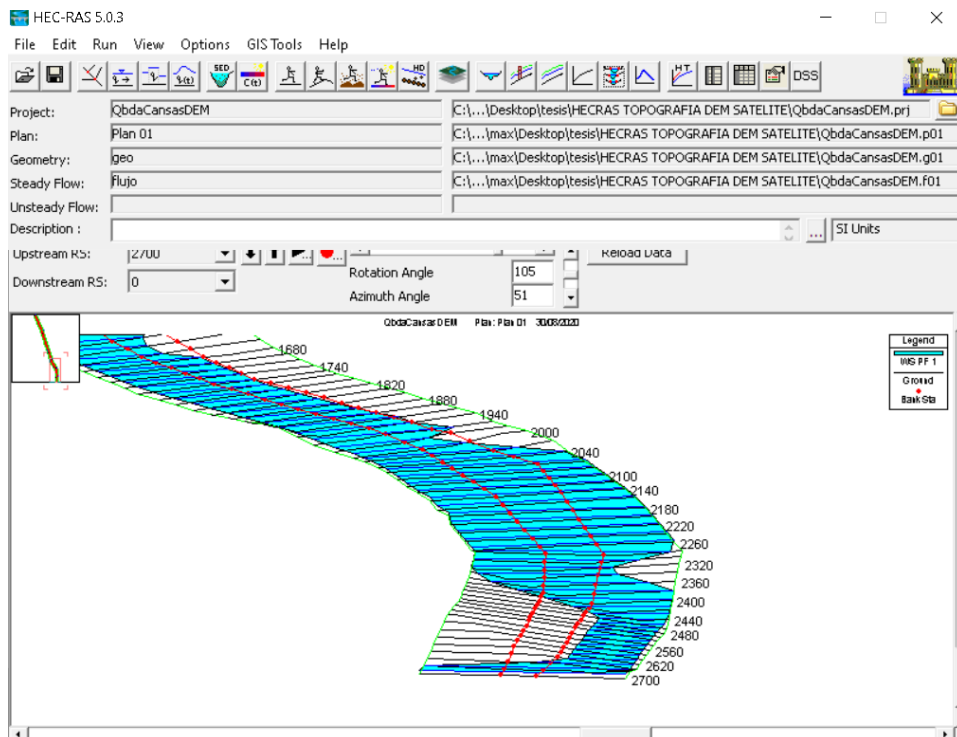 HEC-RAS 5.0.3
File Edit Run View Options GIS Tools Help
SED C(t) HD HT DSS
Project: QbdaCansasDEM C:\...\Desktop\tesis\HECRAS TOPOGRAFIA DEM SATELITE\QbdaCansasDEM.prj
Plan: Plan 01 C:\...\max\Desktop\tesis\HECRAS TOPOGRAFIA DEM SATELITE\QbdaCansasDEM.p01
Geometry: geo C:\...\max\Desktop\tesis\HECRAS TOPOGRAFIA DEM SATELITE\QbdaCansasDEM.g01
Steady Flow: flujo C:\...\max\Desktop\tesis\HECRAS TOPOGRAFIA DEM SATELITE\QbdaCansasDEM.f01
Unsteady Flow:
Description : ... SI Units
Upstream RS: 2700 Reload Data
Rotation Angle 105
Downstream RS: 0
Azimuth Angle 51
QbdaCansasDEM Plan: Plan 01 30/08/2020
Legend
WS PF 1
Ground
Bank Sta
1680
1740
1820
1880
1940
2000
2040
2100
2140
2180
2220
2260
2320
2360
2400
2440
2480
2560
2620
2700